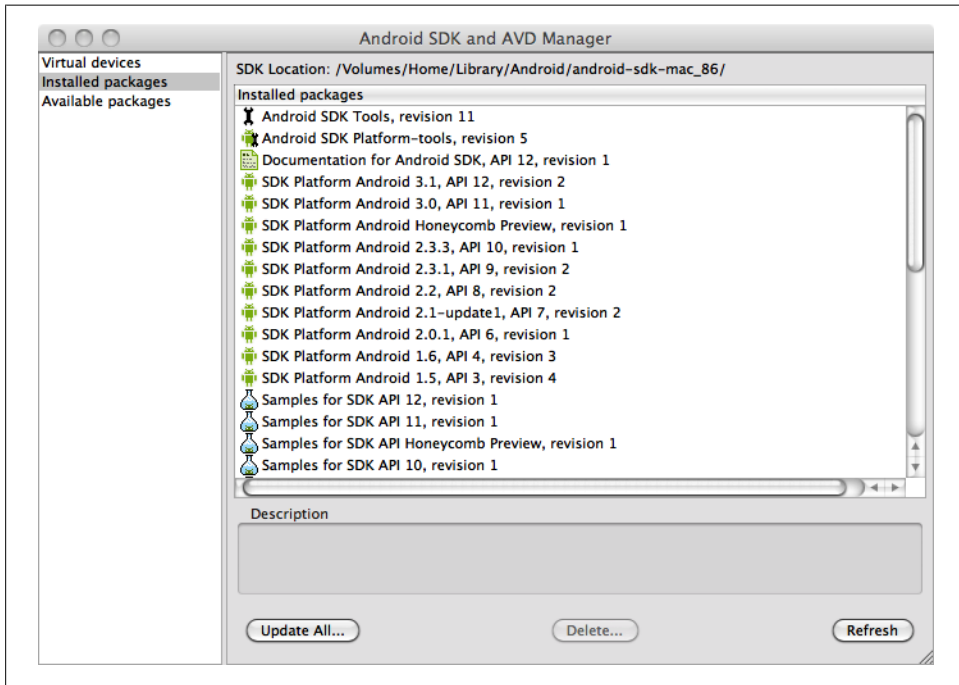 Android SDK and AVD Manager
Virtual devices
Installed packages
Available packages
SDK Location: /Volumes/Home/Library/Android/android-sdk-mac_86/
Installed packages
Android SDK Tools, revision 11
Android SDK Platform-tools, revision 5
Documentation for Android SDK, API 12, revision 1
SDK Platform Android 3.1, API 12, revision 2
SDK Platform Android 3.0, API 11, revision 1
SDK Platform Android Honeycomb Preview, revision 1
SDK Platform Android 2.3.3, API 10, revision 1
SDK Platform Android 2.3.1, API 9, revision 2
SDK Platform Android 2.2, API 8, revision 2
SDK Platform Android 2.1-update1, API 7, revision 2
SDK Platform Android 2.0.1, API 6, revision 1
SDK Platform Android 1.6, API 4, revision 3
SDK Platform Android 1.5, API 3, revision 4
Samples for SDK API 12, revision 1
Samples for SDK API 11, revision 1
Samples for SDK API Honeycomb Preview, revision 1
Samples for SDK API 10, revision 1
Description
Update All...
Delete...
Refresh